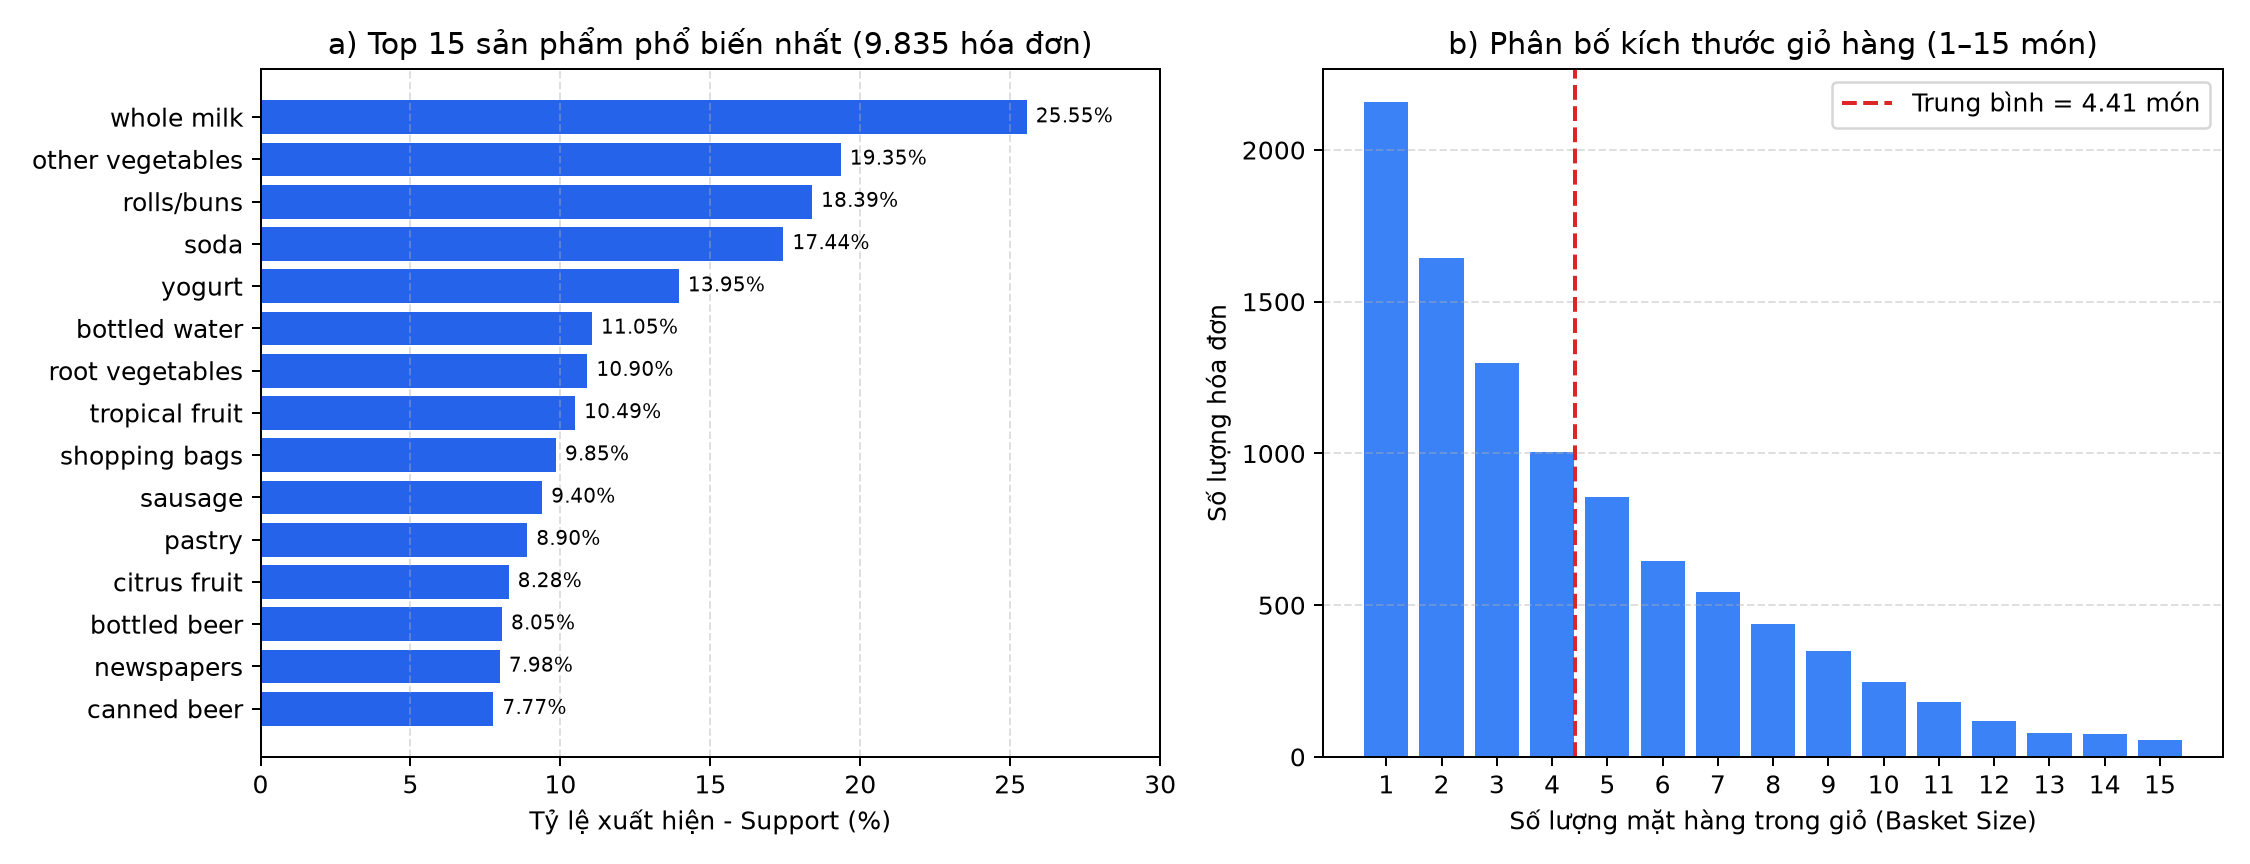 a) Top 15 sản phẩm phổ biến nhất (9.835 hóa đơn)
whole milk 25.55%
other vegetables 19.35%
rolls/buns 18.39%
soda 17.44%
yogurt 13.95%
bottled water 11.05%
root vegetables 10.90%
tropical fruit 10.49%
shopping bags 9.85%
sausage 9.40%
pastry 8.90%
citrus fruit 8.28%
bottled beer 8.05%
newspapers 7.98%
canned beer 7.77%
0 5 10 15 20 25 30
Tỷ lệ xuất hiện - Support (%)
b) Phân bố kích thước giỏ hàng (1–15 món)
Trung bình = 4.41 món
Số lượng hóa đơn
2000
1500
1000
500
0
1 2 3 4 5 6 7 8 9 10 11 12 13 14 15
Số lượng mặt hàng trong giỏ (Basket Size)